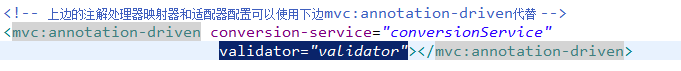 <!-- 上边的注解处理器映射器和适配器配置可以使用下边mvc:annotation-driven代替 -->
<mvc:annotation-driven conversion-service="conversionService"
validator="validator"></mvc:annotation-driven>